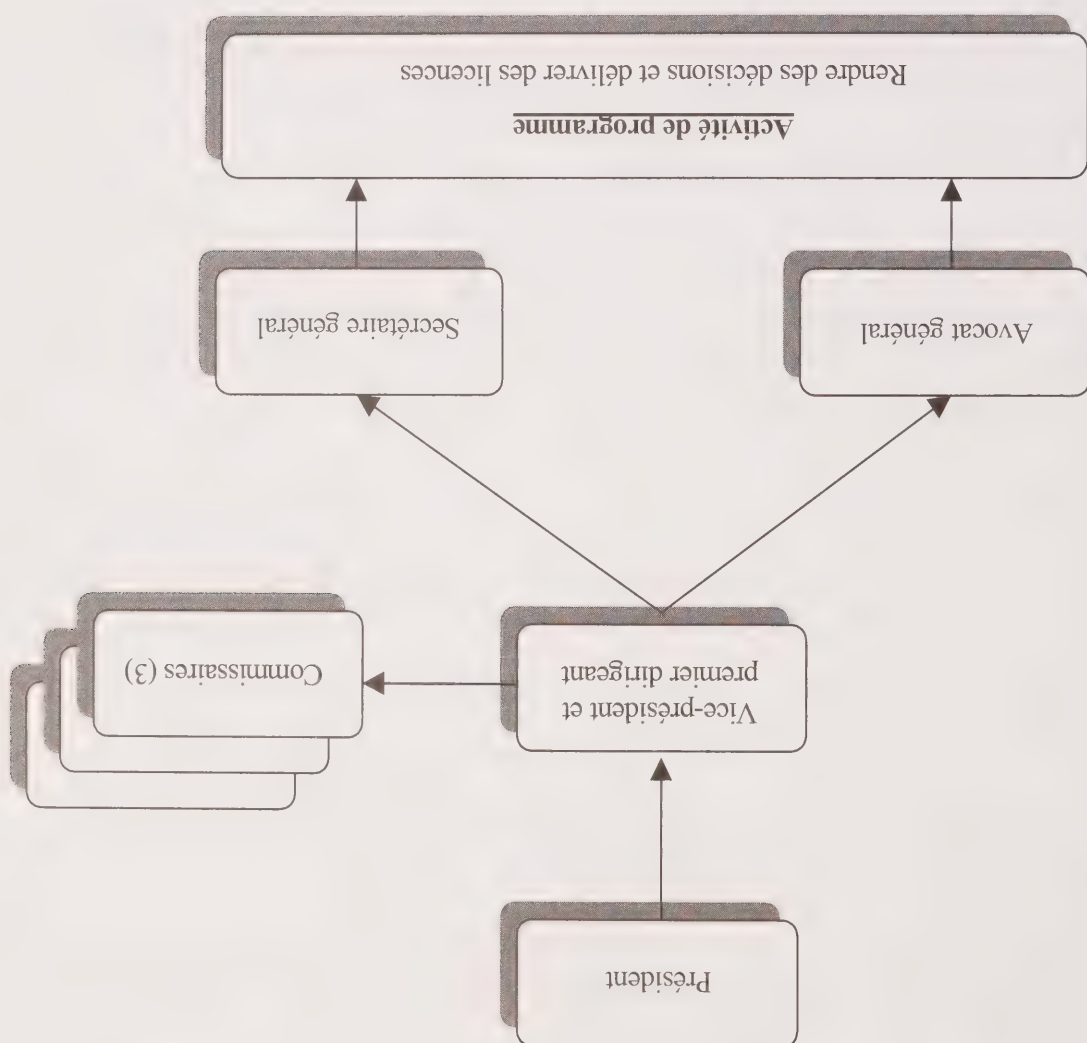 Président
Vice-président et
premier dirigeant
Commissaires (3)
Avocat général
Secrétaire général
Activité de programme
Rendre des décisions et délivrer des licences